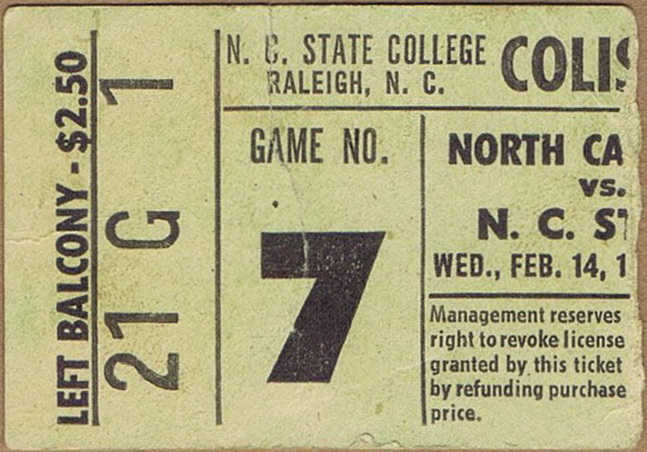 LEFT BALCONY - $2.50
21 G 1
N. C. STATE COLLEGE
RALEIGH, N. C.
COLIS
GAME NO.
7
NORTH CA
vs.
N. C. ST
WED., FEB. 14, 1
Management reserves
right to revoke license
granted by this ticket
by refunding purchase
price.